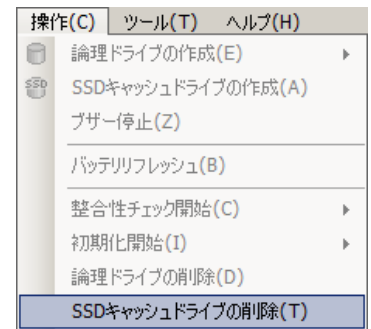 操作(C) ツール(T) ヘルプ(H)
論理ドライブの作成(E)
SSD SSDキャッシュドライブの作成(A)
ブザー停止(Z)
バッテリリフレッシュ(B)
整合性チェック開始(C)
初期化開始(I)
論理ドライブの削除(D)
SSDキャッシュドライブの削除(T)